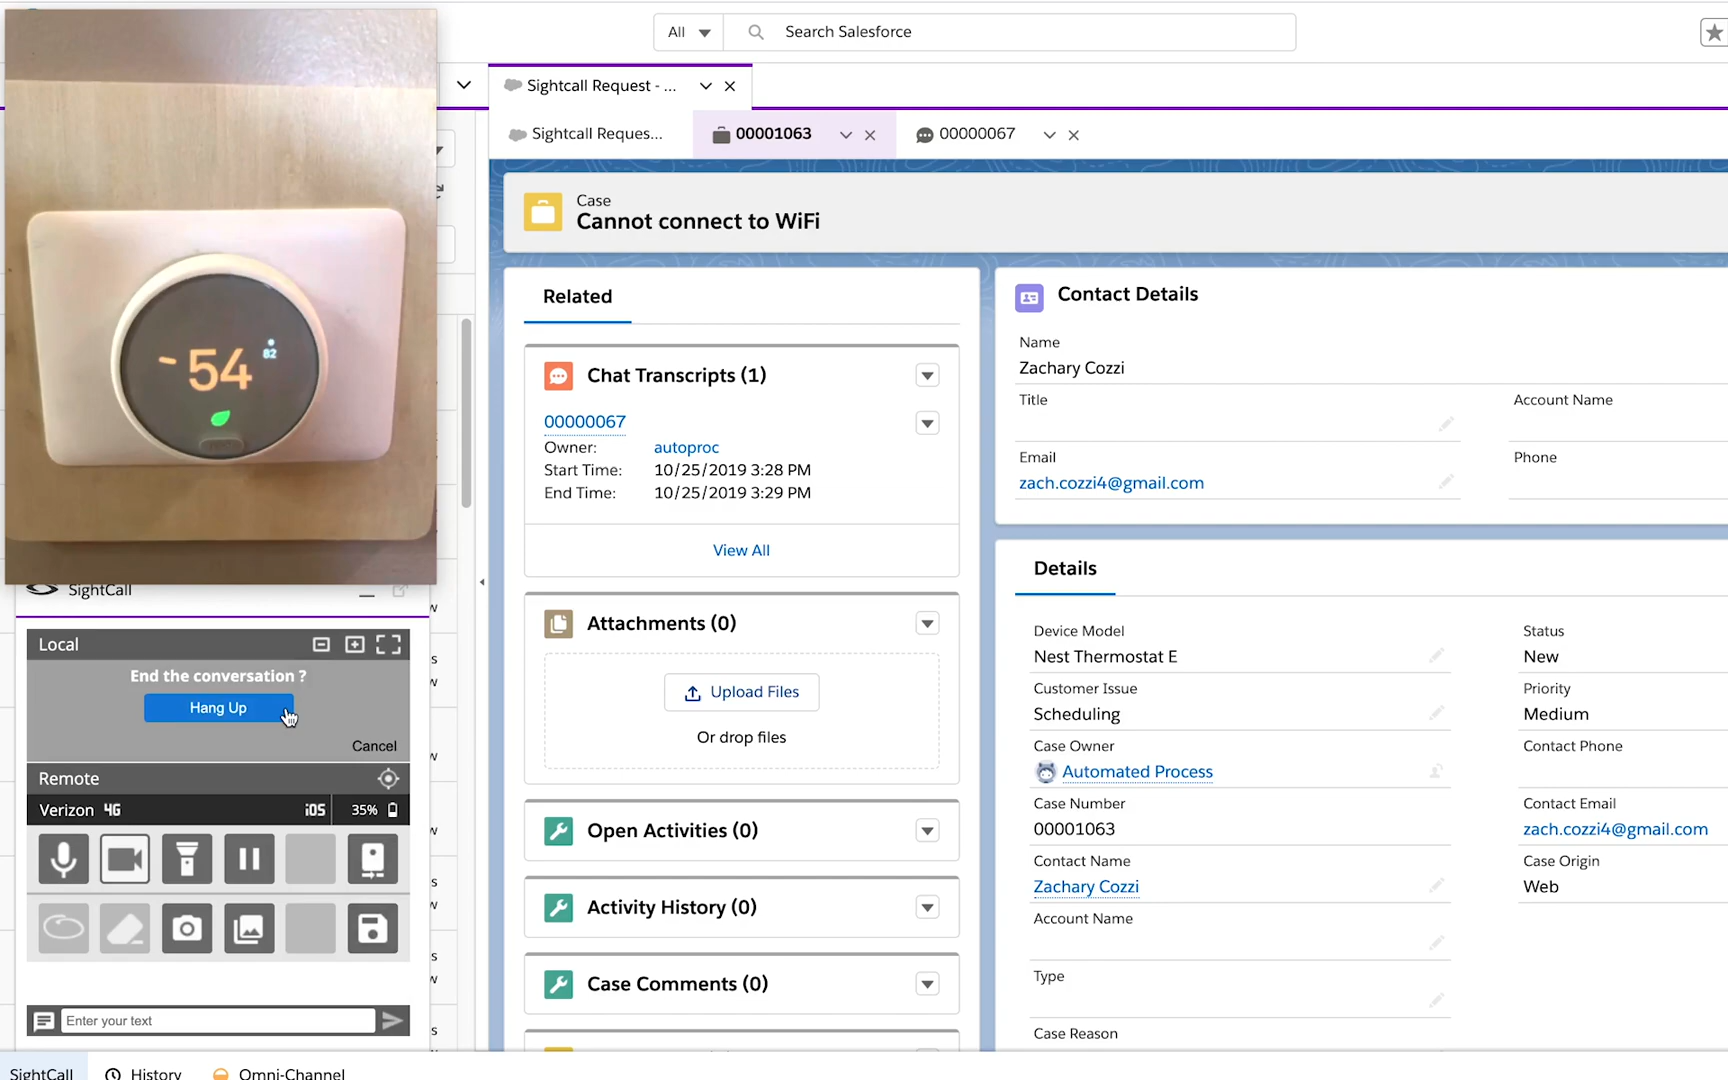 All
Search Salesforce
Sightcall Request - ...
Sightcall Reques...
00001063
00000067
Case
Cannot connect to WiFi
- 54
82
Related
Chat Transcripts (1)
00000067
Owner: autoproc
Start Time: 10/25/2019 3:28 PM
End Time: 10/25/2019 3:29 PM
View All
Attachments (0)
Upload Files
Or drop files
Open Activities (0)
Activity History (0)
Case Comments (0)
Contact Details
Name
Zachary Cozzi
Title
Account Name
Email
Phone
zach.cozzi4@gmail.com
Details
Device Model
Nest Thermostat E
Status
New
Customer Issue
Scheduling
Priority
Medium
Case Owner
Automated Process
Contact Phone
Case Number
00001063
Contact Email
zach.cozzi4@gmail.com
Contact Name
Zachary Cozzi
Case Origin
Web
Account Name
Type
Case Reason
SightCall
Local
End the conversation ?
Hang Up
Cancel
Remote
Verizon 4G iOS 35%
Enter your text
SightCall
History
Omni-Channel